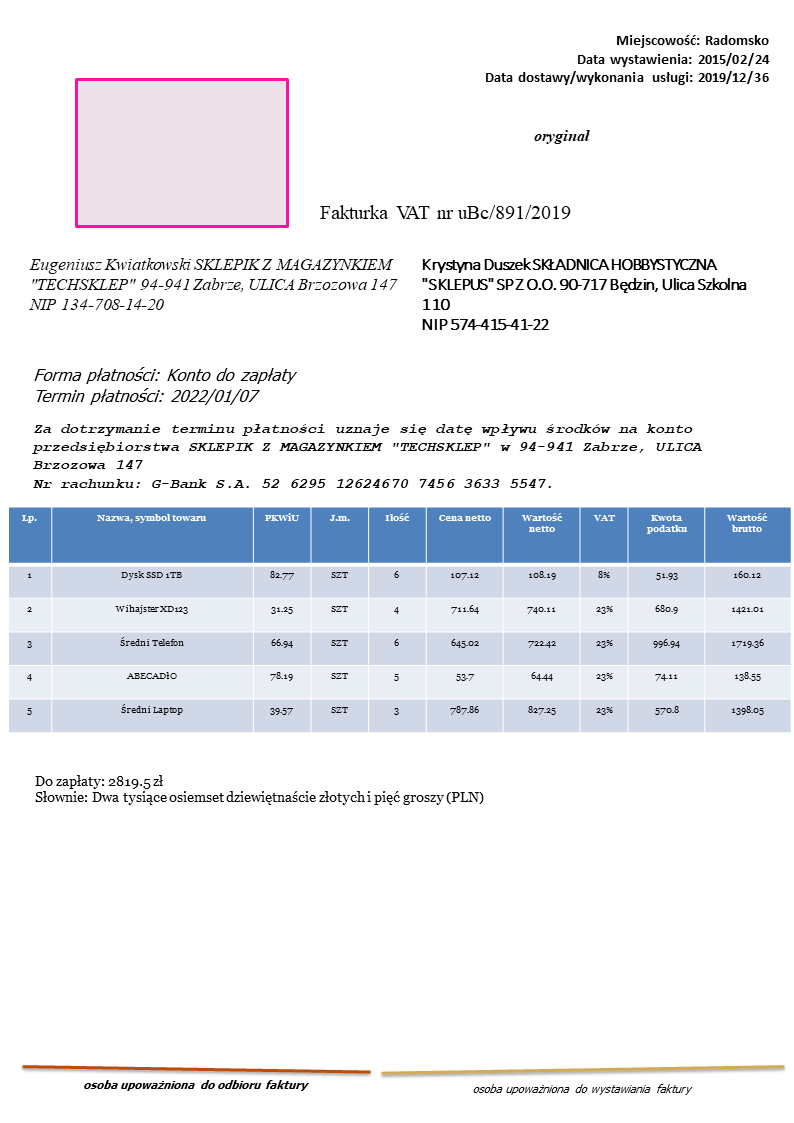 Miejscowość: Radomsko
Data wystawienia: 2015/02/24
Data dostawy/wykonania usługi: 2019/12/36
oryginał
Fakturka VAT nr uBc/891/2019
Eugeniusz Kwiatkowski SKLEPIK Z MAGAZYNKIEM
"TECHSKLEP" 94-941 Zabrze, ULICA Brzozowa 147
NIP 134-708-14-20
Krystyna Duszek SKŁADNICA HOBBYSTYCZNA
"SKLEPUS" SP Z O.O. 90-717 Będzin, Ulica Szkolna
110
NIP 574-415-41-22
Forma płatności: Konto do zapłaty
Termin płatności: 2022/01/07
Za dotrzymanie terminu płatności uznaje się datę wpływu środków na konto
przedsiębiorstwa SKLEPIK Z MAGAZYNKIEM "TECHSKLEP" w 94-941 Zabrze, ULICA
Brzozowa 147
Nr rachunku: G-Bank S.A. 52 6295 12624670 7456 3633 5547.
Lp. Nazwa, symbol towaru PKWiU J.m. Ilość Cena netto Wartość netto VAT Kwota podatku Wartość brutto
1 Dysk SSD 1TB 82.77 SZT 6 107.12 108.19 8% 51.93 160.12
2 Wihajster XD123 31.25 SZT 4 711.64 740.11 23% 680.9 1421.01
3 Średni Telefon 66.94 SZT 6 645.02 722.42 23% 996.94 1719.36
4 ABECADłO 78.19 SZT 5 53.7 64.44 23% 74.11 138.55
5 Średni Laptop 39.57 SZT 3 787.86 827.25 23% 570.8 1398.05
Do zapłaty: 2819.5 zł
Słownie: Dwa tysiące osiemset dziewiętnaście złotych i pięć groszy (PLN)
osoba upoważniona do odbioru faktury
osoba upoważniona do wystawiania faktury